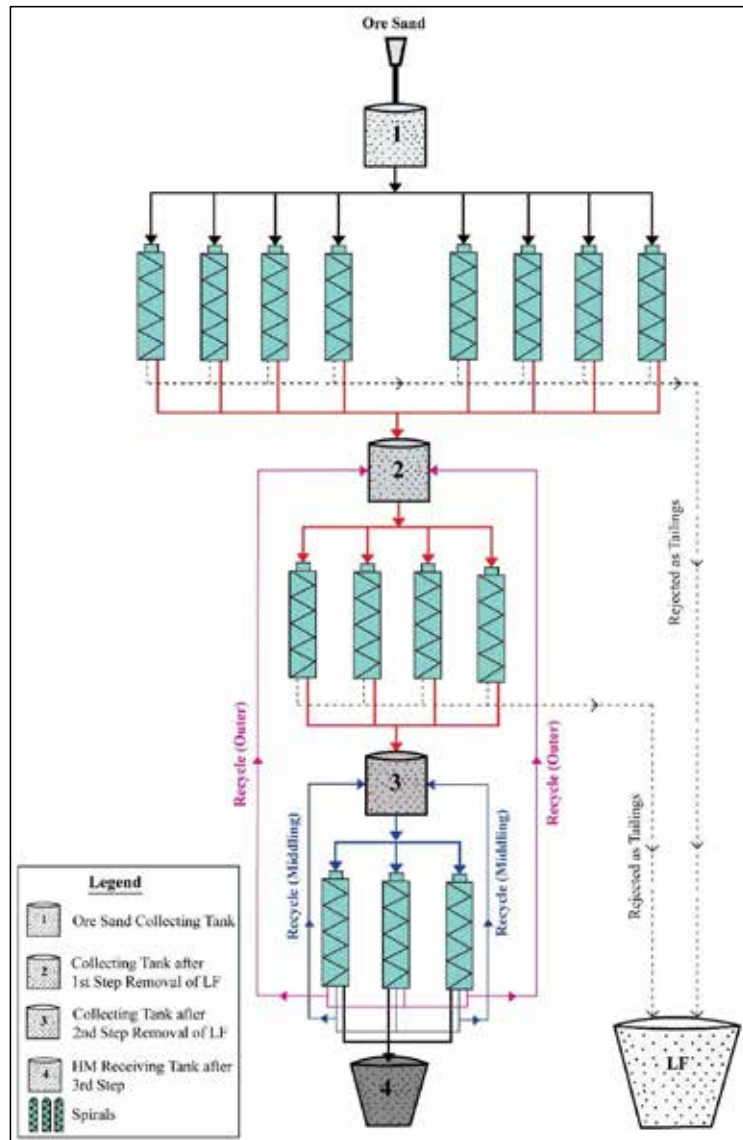 Ore Sand
1
2
Rejected as Tailings
Recycle (Outer)
Recycle (Outer)
3
Rejected as Tailings
Recycle (Middling)
Recycle (Middling)
4
LF
Legend
1 Ore Sand Collecting Tank
2 Collecting Tank after
1st Step Removal of LF
3 Collecting Tank after
2nd Step Removal of LF
4 HM Receiving Tank after
3rd Step
Spirals